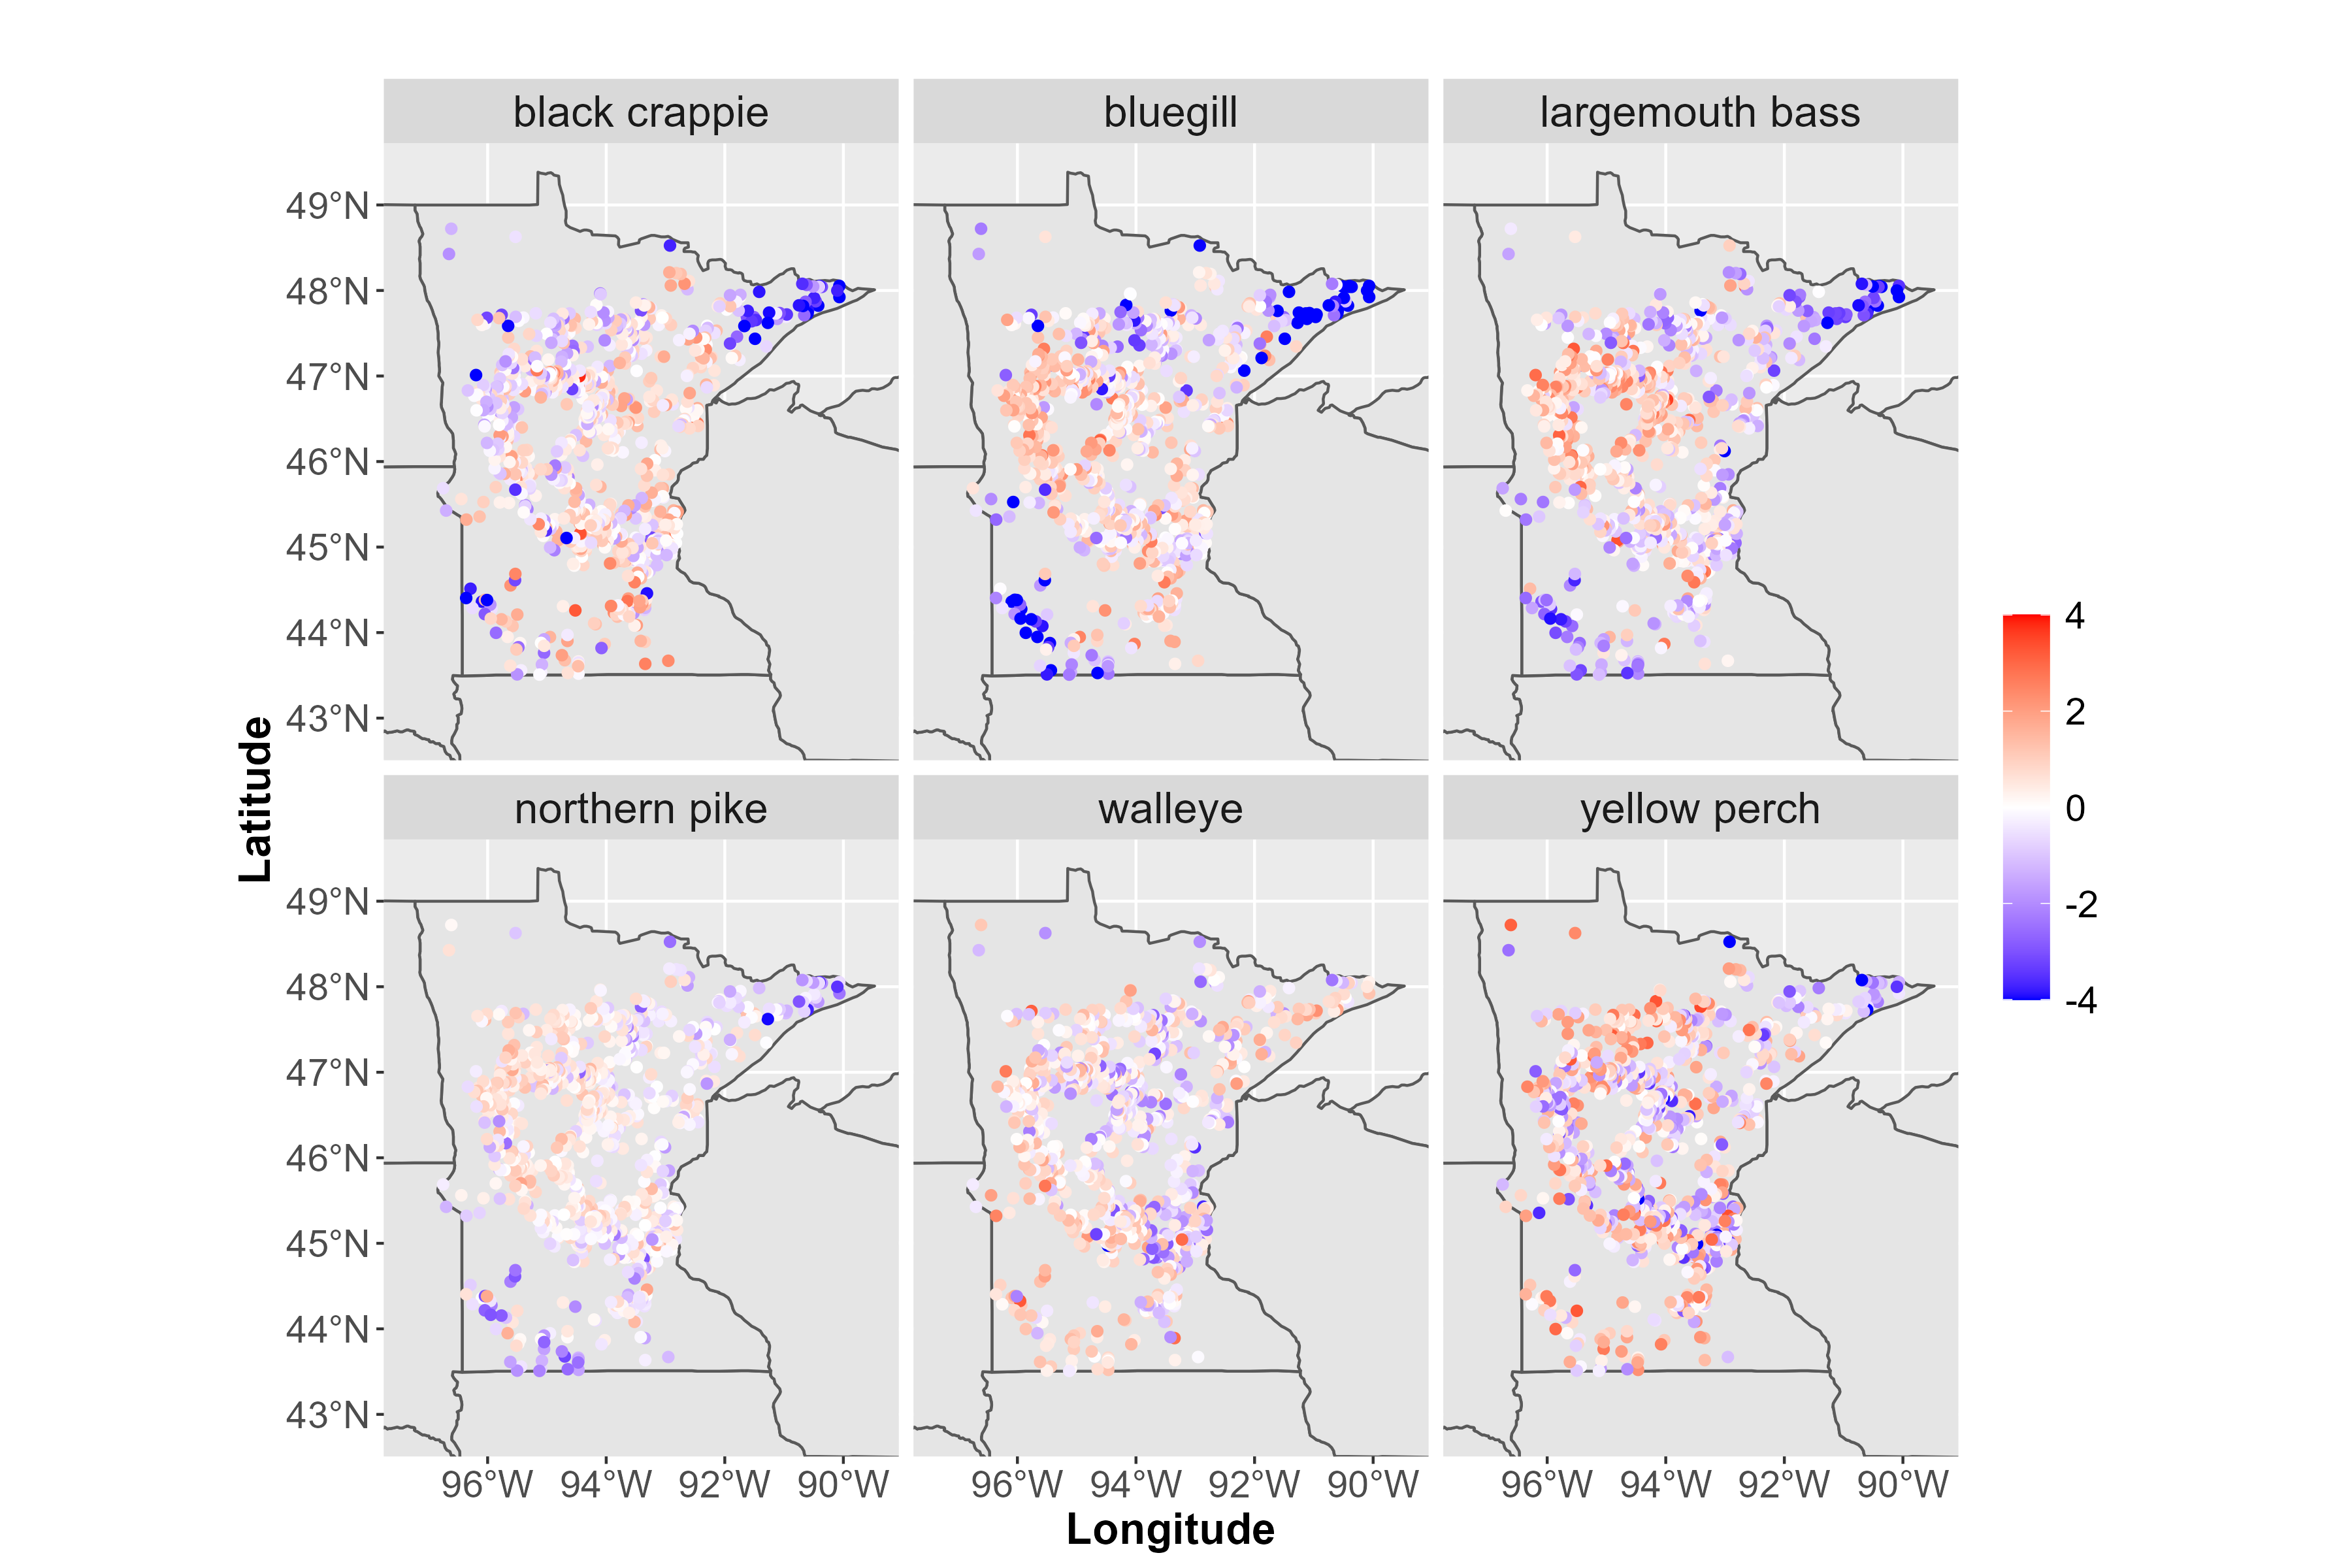 black crappie bluegill largemouth bass
49°N
48°N
47°N
46°N
45°N
44°N
43°N
northern pike walleye yellow perch
49°N
48°N
47°N
46°N
45°N
44°N
43°N
96°W 94°W 92°W 90°W 96°W 94°W 92°W 90°W 96°W 94°W 92°W 90°W
Longitude
Latitude
4
2
0
-2
-4